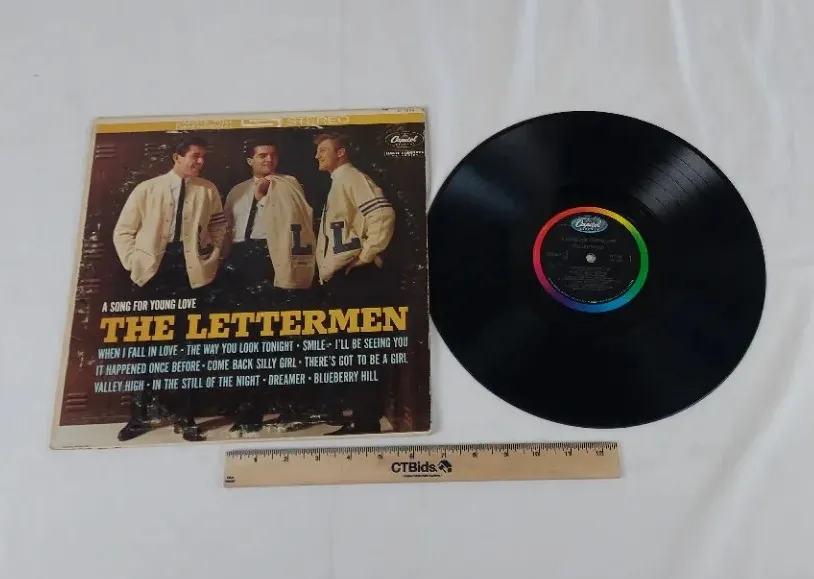 STEREO
Capitol
A SONG FOR YOUNG LOVE
THE LETTERMEN
WHEN I FALL IN LOVE • THE WAY YOU LOOK TONIGHT • SMILE • I'LL BE SEEING YOU
IT HAPPENED ONCE BEFORE • COME BACK SILLY GIRL • THERE'S GOT TO BE A GIRL
VALLEY HIGH • IN THE STILL OF THE NIGHT • DREAMER • BLUEBERRY HILL
L
L
L
Capitol
CTBids